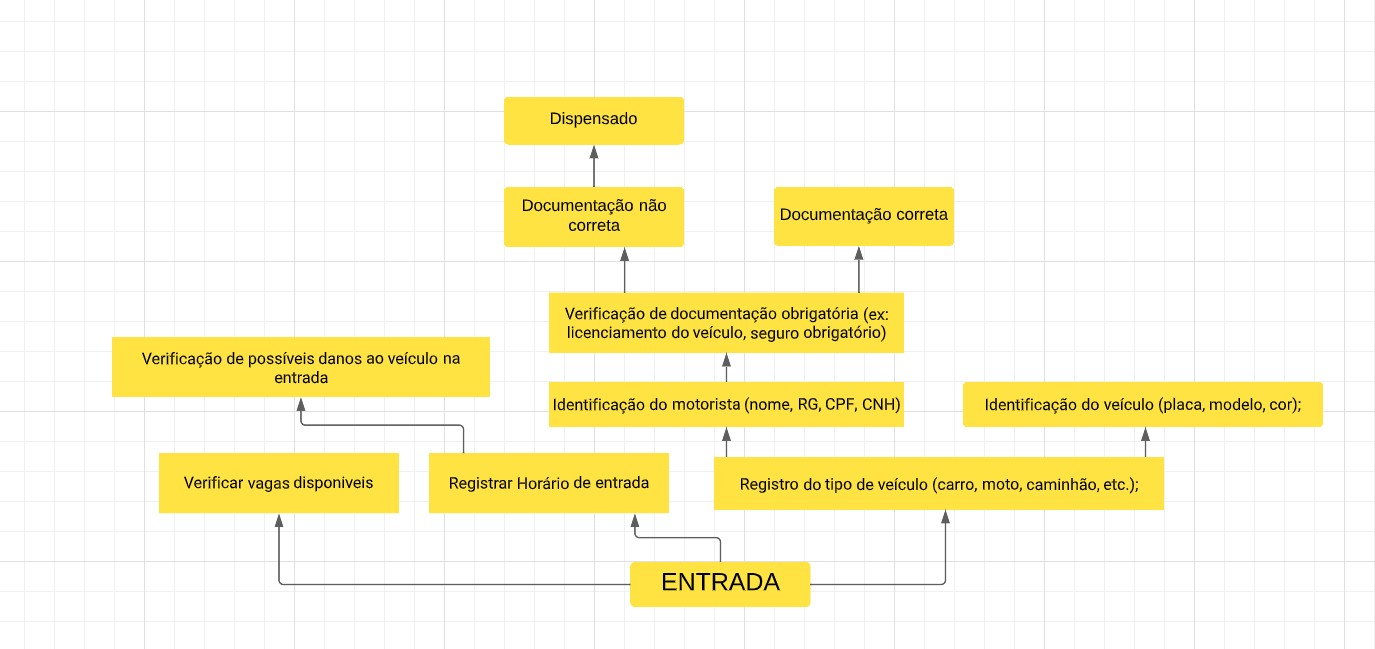 Dispensado
Documentação não
correta
Documentação correta
Verificação de documentação obrigatória (ex:
licenciamento do veículo, seguro obrigatório)
Verificação de possíveis danos ao veículo na
entrada
Identificação do motorista (nome, RG, CPF, CNH)
Identificação do veículo (placa, modelo, cor);
Verificar vagas disponiveis
Registrar Horário de entrada
Registro do tipo de veículo (carro, moto, caminhão, etc.);
ENTRADA